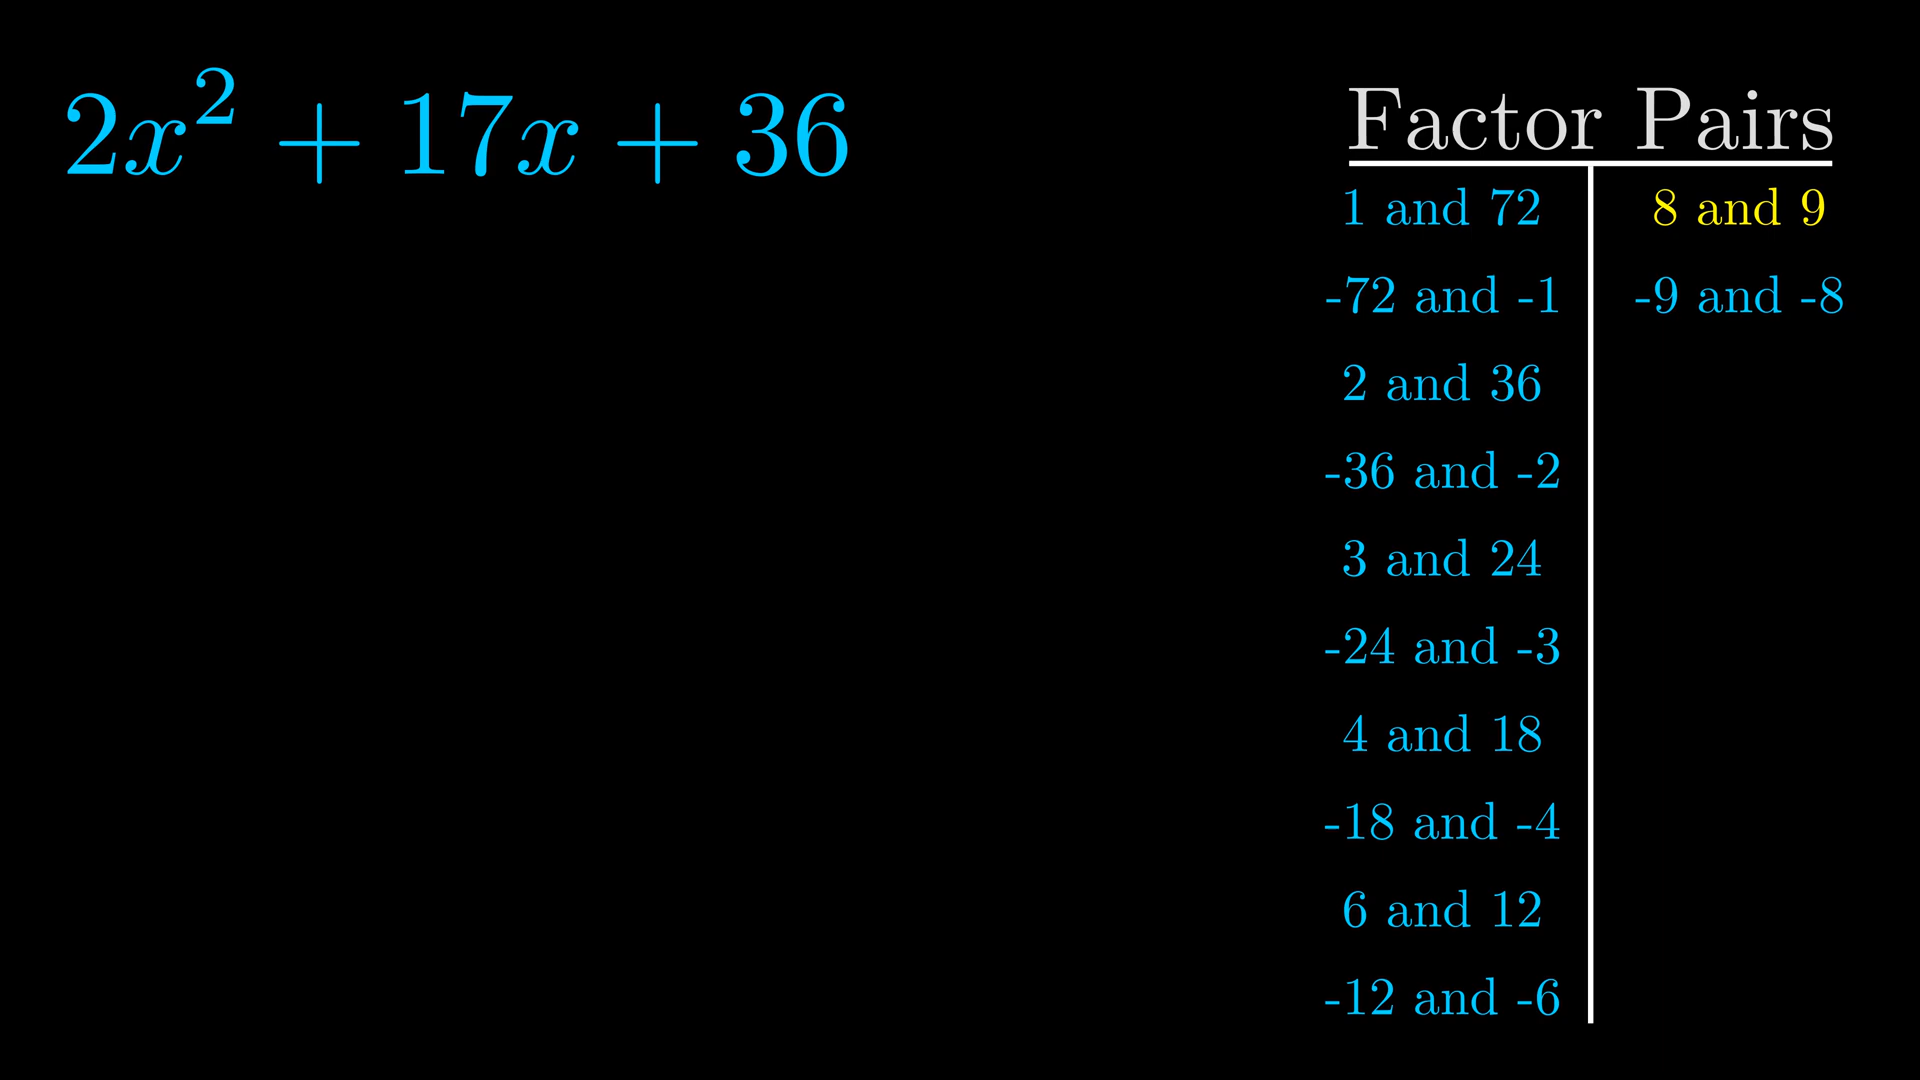 2x² + 17x + 36
Factor Pairs
1 and 72
-72 and -1
2 and 36
-36 and -2
3 and 24
-24 and -3
4 and 18
-18 and -4
6 and 12
-12 and -6
8 and 9
-9 and -8